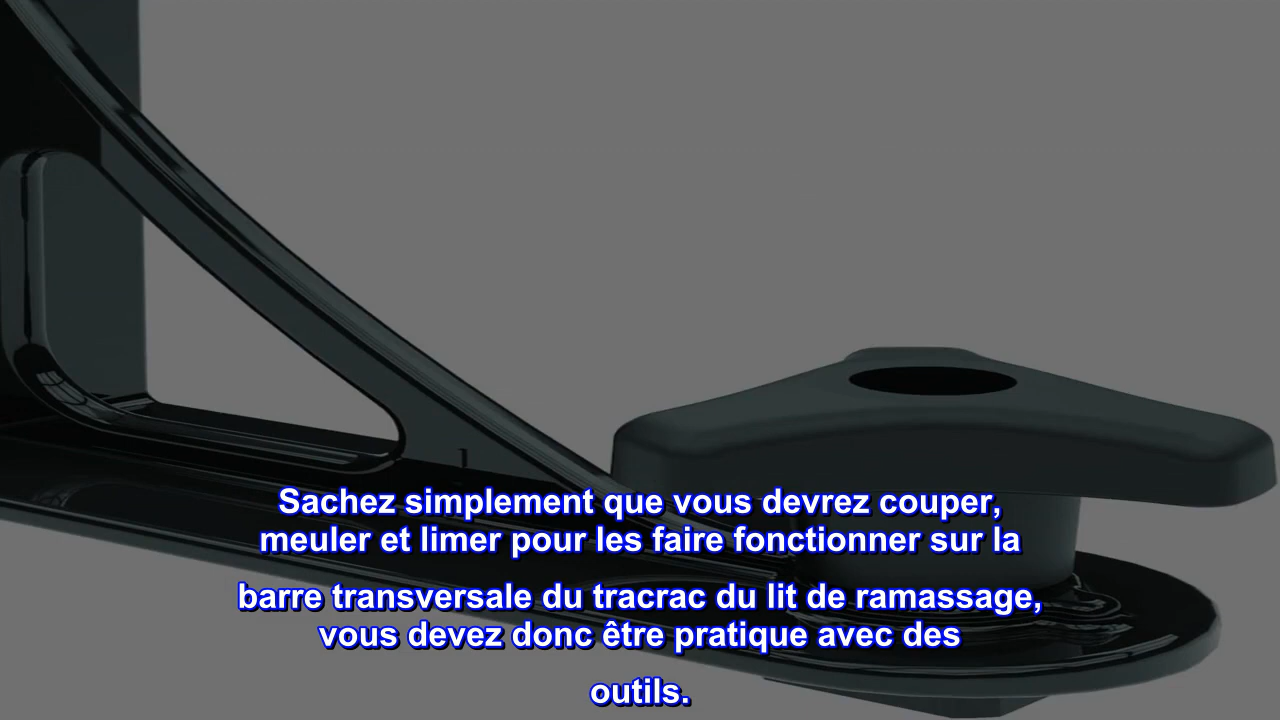 Sachez simplement que vous devrez couper,
meuler et limer pour les faire fonctionner sur la
barre transversale du tracrac du lit de ramassage,
vous devez donc être pratique avec des
outils.